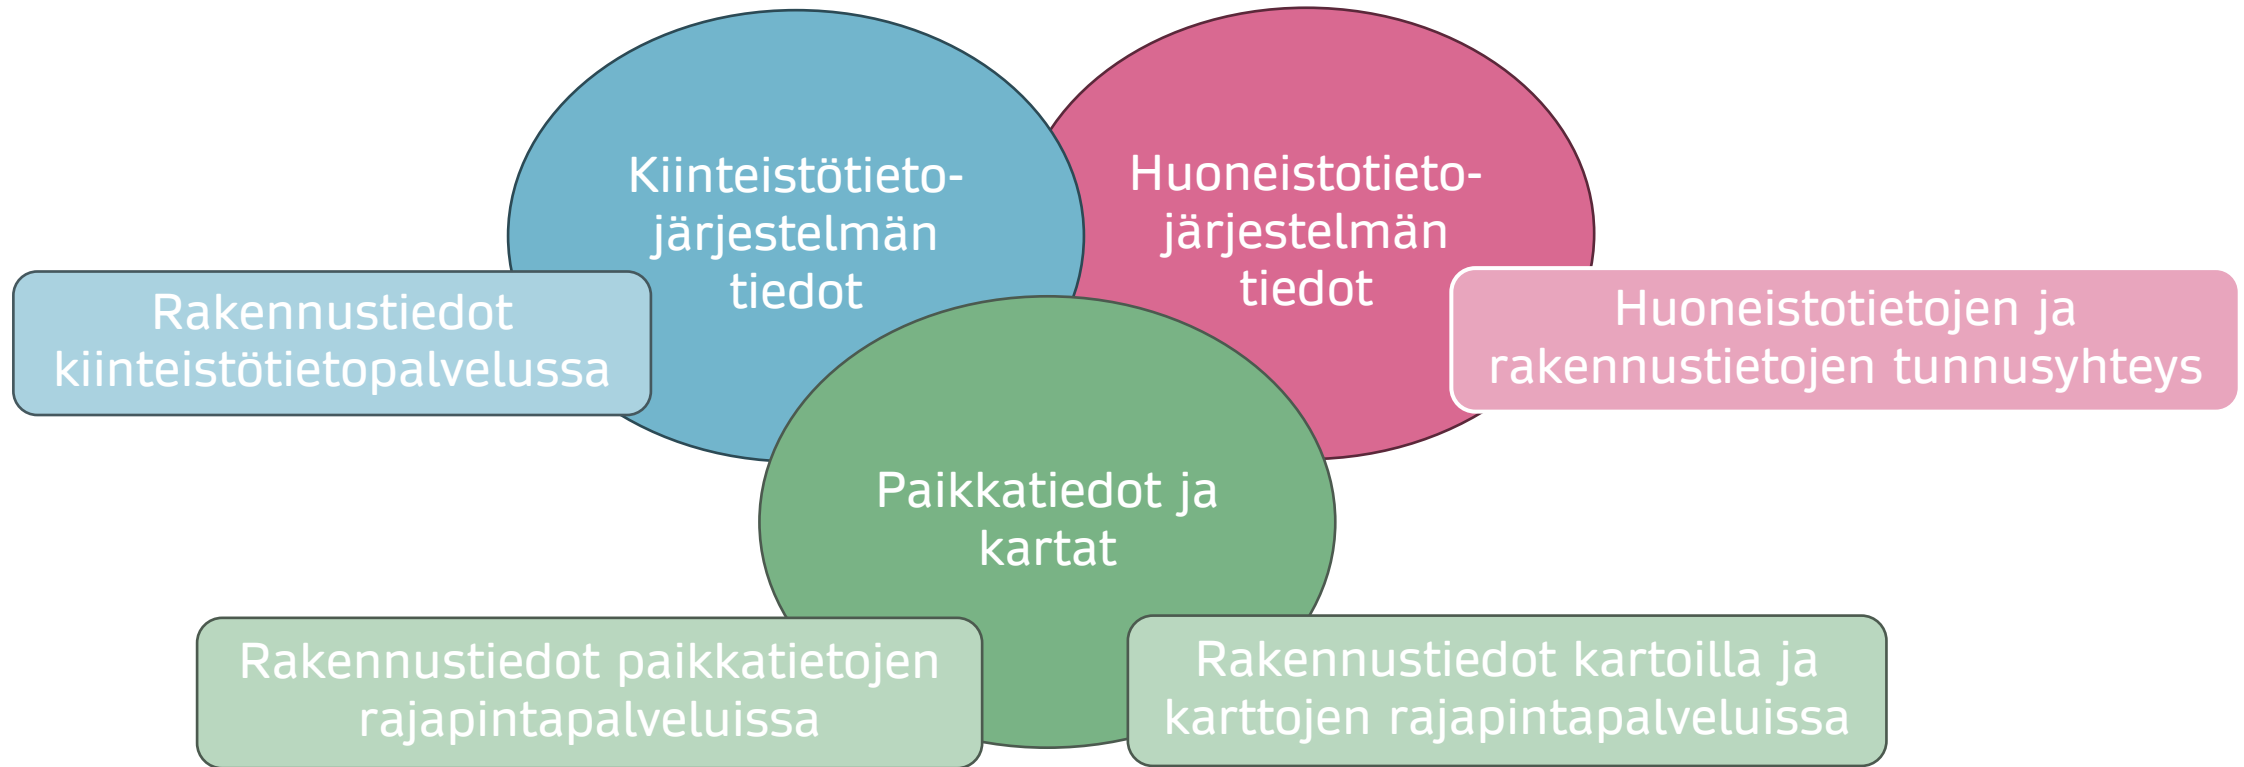 Kiinteistötieto-
järjestelmän
tiedot
Huoneistotieto-
järjestelmän
tiedot
Rakennustiedot
kiinteistötietopalvelussa
Huoneistotietojen ja
rakennustietojen tunnusyhteys
Paikkatiedot ja
kartat
Rakennustiedot paikkatietojen
rajapintapalveluissa
Rakennustiedot kartoilla ja
karttojen rajapintapalveluissa